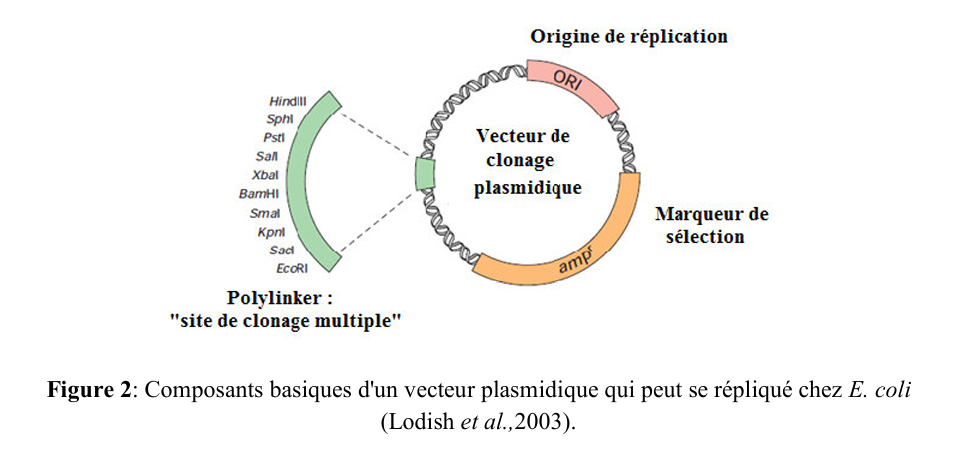 Origine de réplication
ORI
HindIII
SphI
PstI
SalI
XbaI
BamHI
SmaI
KpnI
SacI
EcoRI
Vecteur de
clonage
plasmidique
Marqueur de
sélection
ampʳ
Polylinker :
"site de clonage multiple"
Figure 2: Composants basiques d'un vecteur plasmidique qui peut se répliqué chez E. coli
(Lodish et al.,2003).